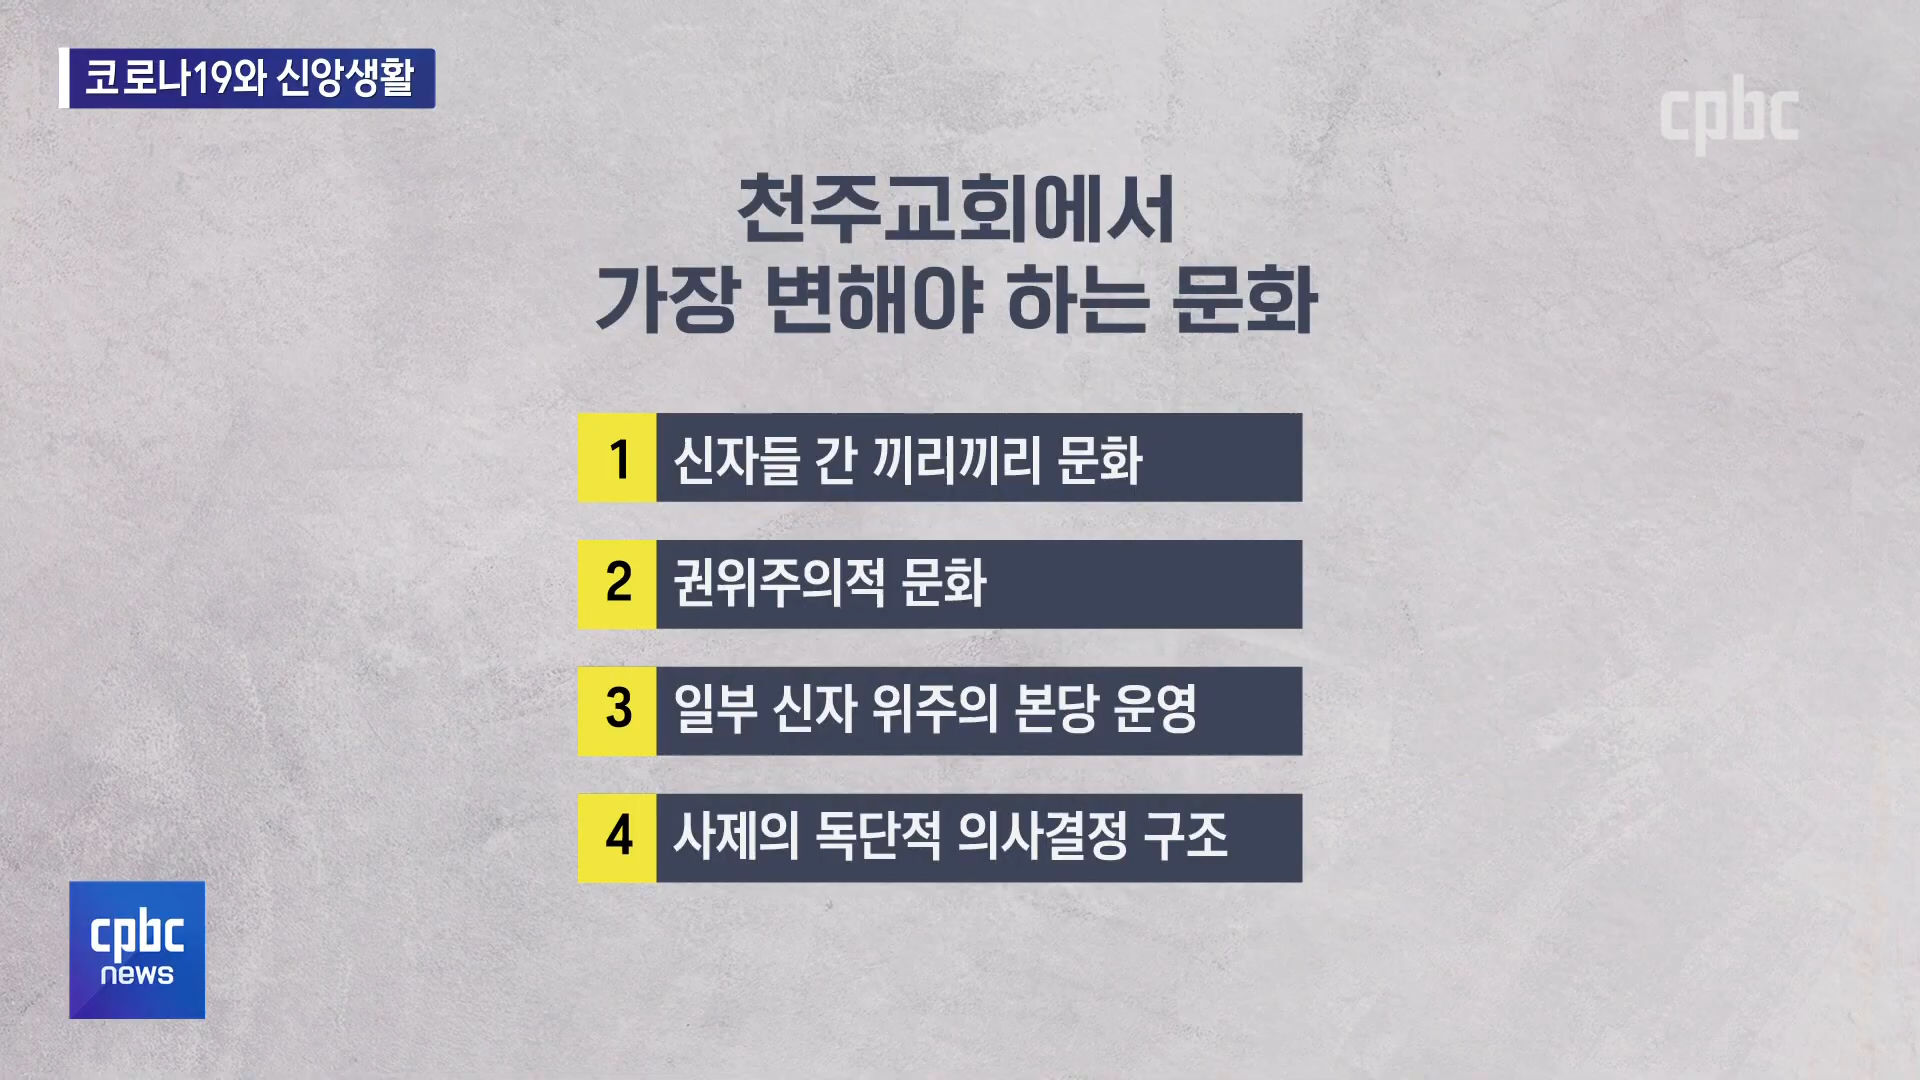 코로나19와 신앙생활
cpbc
천주교회에서
가장 변해야 하는 문화
1 신자들 간 끼리끼리 문화
2 권위주의적 문화
3 일부 신자 위주의 본당 운영
4 사제의 독단적 의사결정 구조
cpbc
news